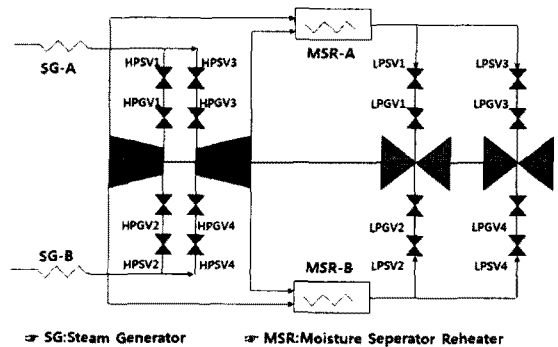 MSR-A
SG-A
HPSV1 HPSV3 LPSV1 LPSV3
HPGV1 HPGV3 LPGV1 LPGV3
HPGV2 HPGV4 LPGV2 LPGV4
SG-B HPSV2 HPSV4 MSR-B LPSV2 LPSV4
☞ SG:Steam Generator ☞ MSR:Moisture Seperator Reheater